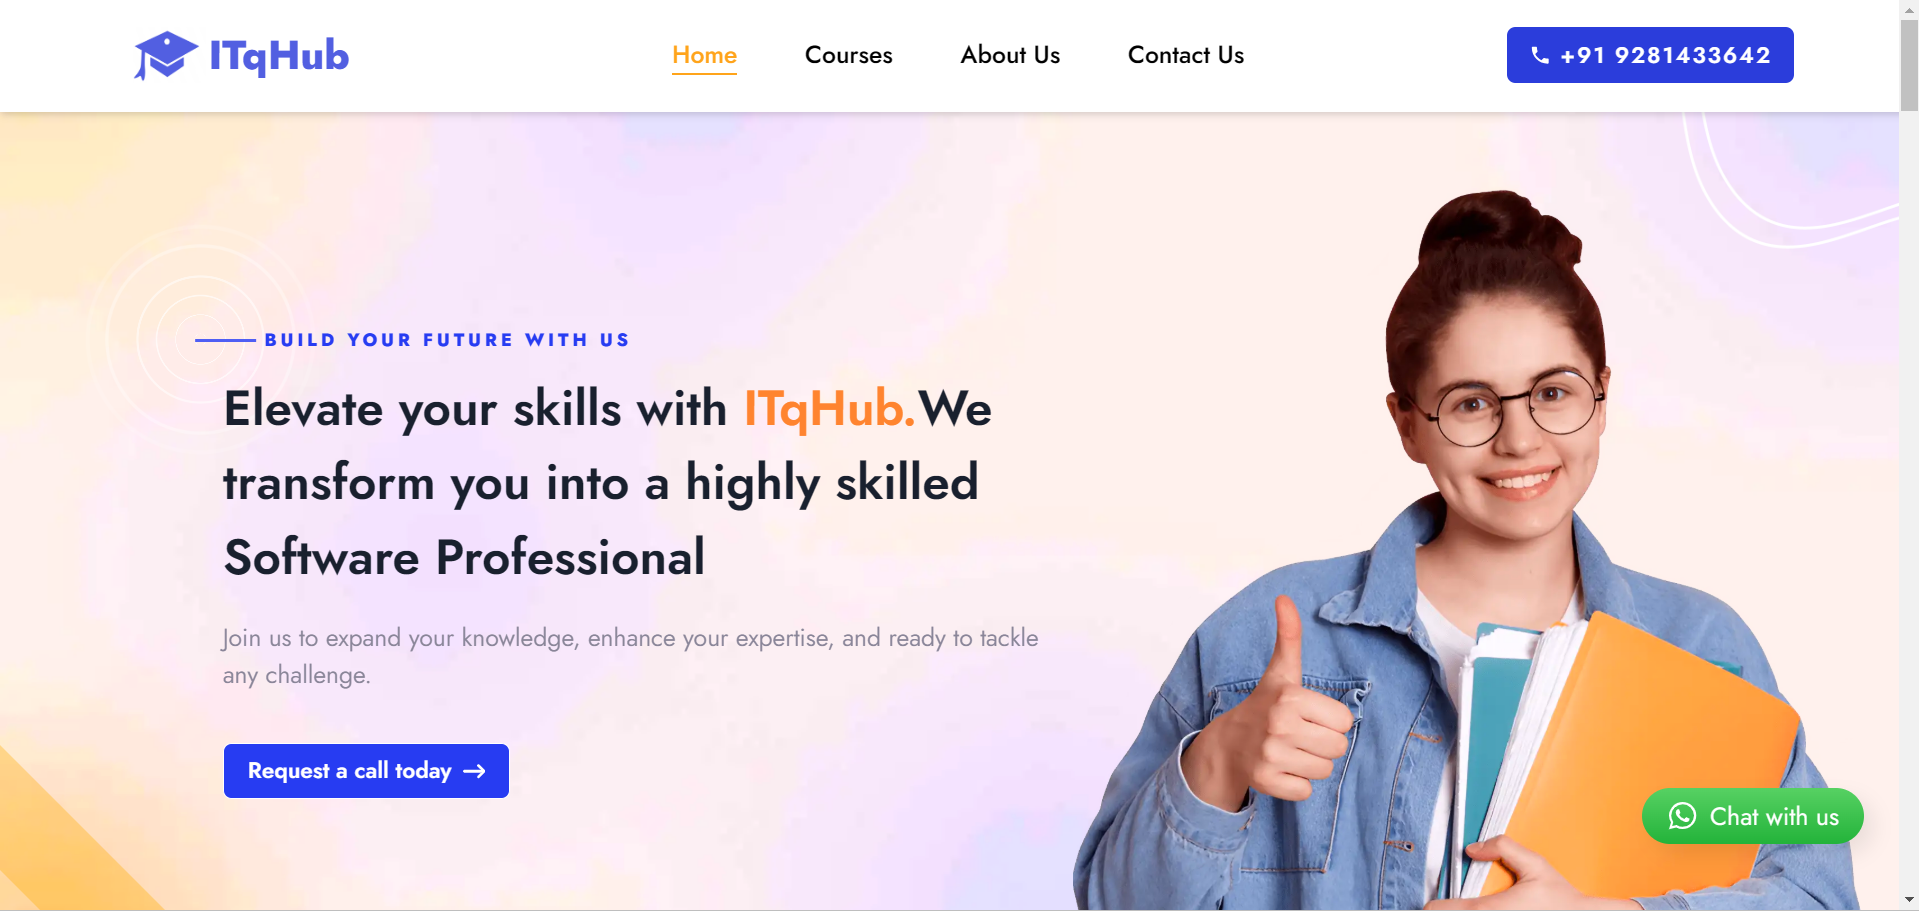 ITqHub
Home
Courses
About Us
Contact Us
+91 9281433642
BUILD YOUR FUTURE WITH US
Elevate your skills with ITqHub.We
transform you into a highly skilled
Software Professional
Join us to expand your knowledge, enhance your expertise, and ready to tackle
any challenge.
Request a call today
Chat with us